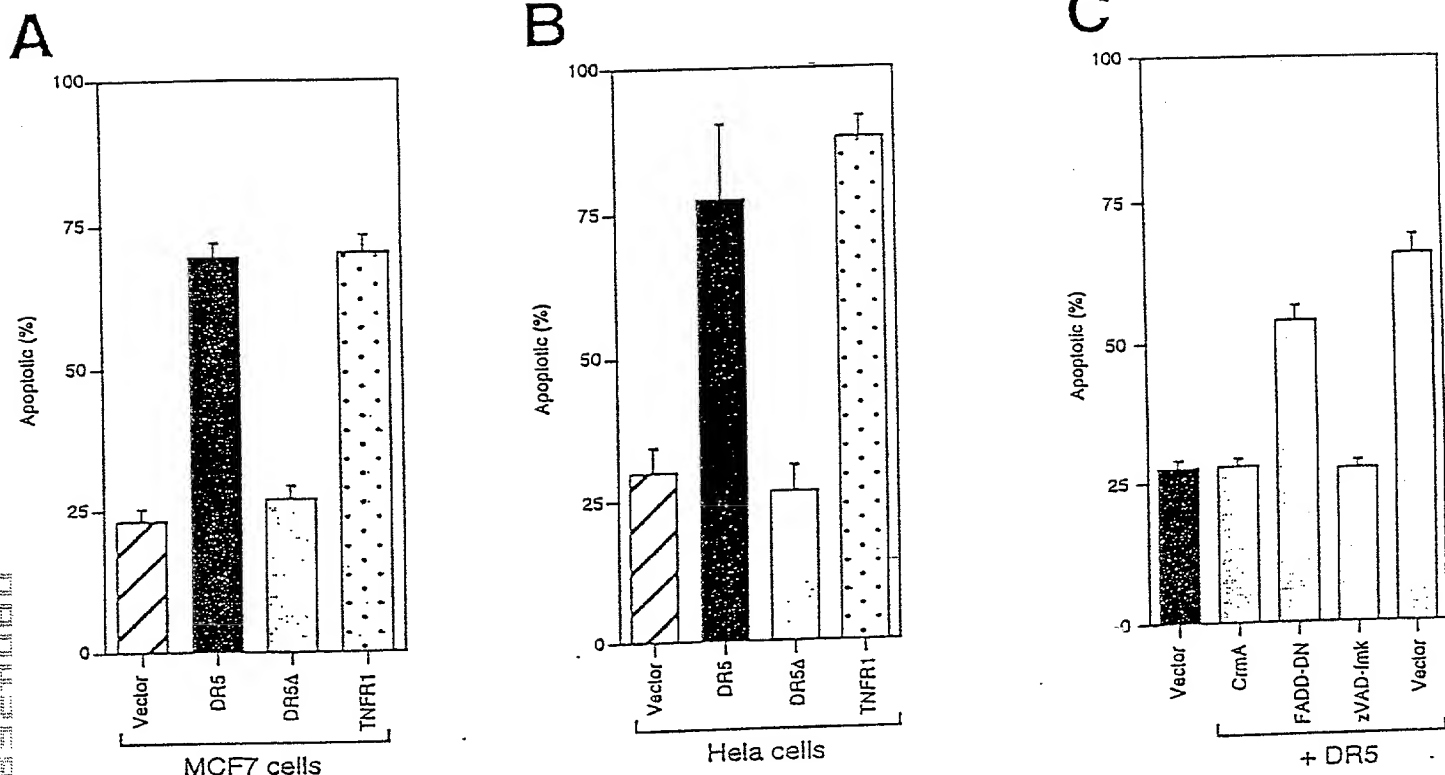 A
100
75
50
25
0
Apoptotic (%)
Vector
DR5
DR5Δ
TNFR1
MCF7 cells
B
100
75
50
25
0
Apoptotic (%)
Vector
DR5
DR5Δ
TNFR1
Hela cells
C
100
75
50
25
0
Apoptotic (%)
Vector
CrmA
FADD-DN
zVAD-fmk
Vector
+ DR5